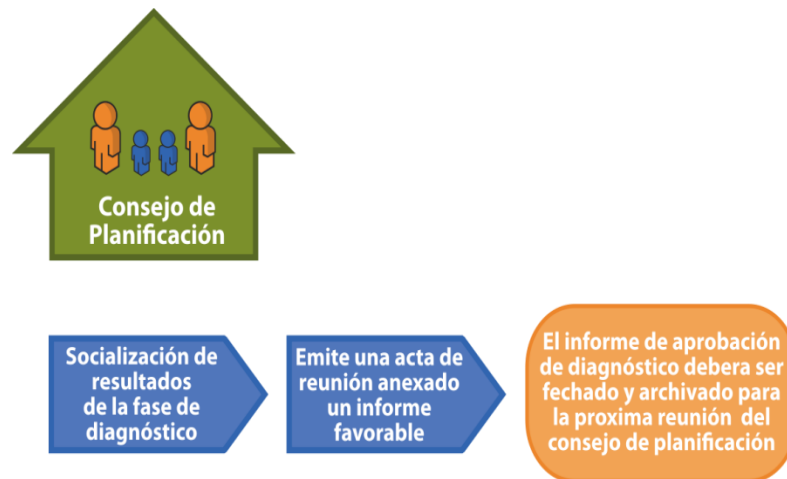 Consejo de
Planificación
Socialización de
resultados
de la fase de
diagnóstico
Emite una acta de
reunión anexado
un informe
favorable
El informe de aprobación
de diagnóstico debera ser
fechado y archivado para
la proxima reunión del
consejo de planificación